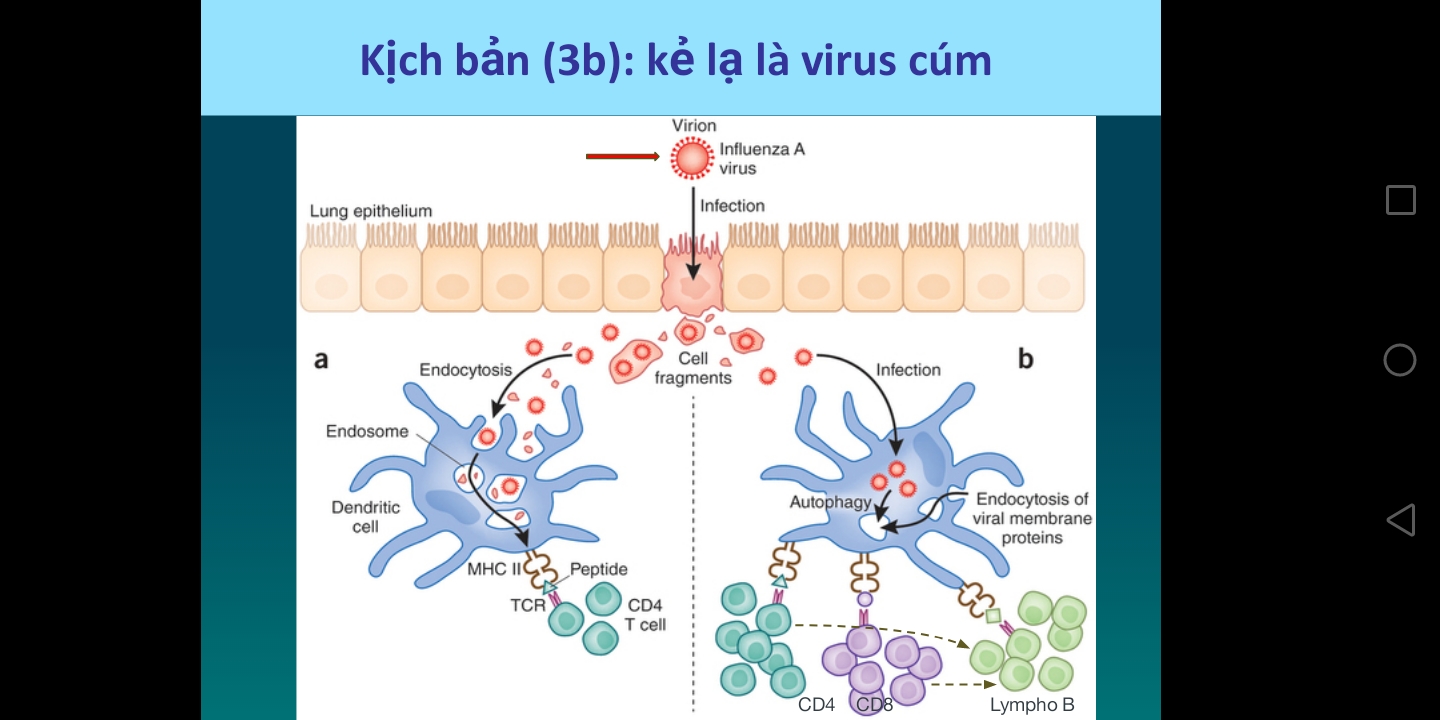 Kịch bản (3b): kẻ lạ là virus cúm
Virion
Influenza A
virus
Infection
Lung epithelium
a
Endocytosis
Cell
fragments
Infection
b
Endosome
Dendritic
cell
Autophagy
Endocytosis of
viral membrane
proteins
MHC II
Peptide
TCR
CD4
T cell
CD4
CD8
Lympho B